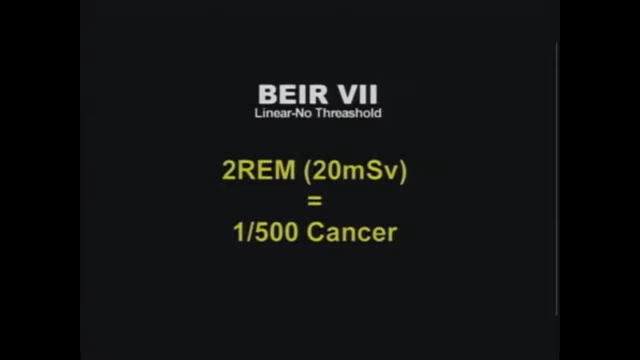 BEIR VII
Linear-No Threashold
2REM (20mSv)
=
1/500 Cancer